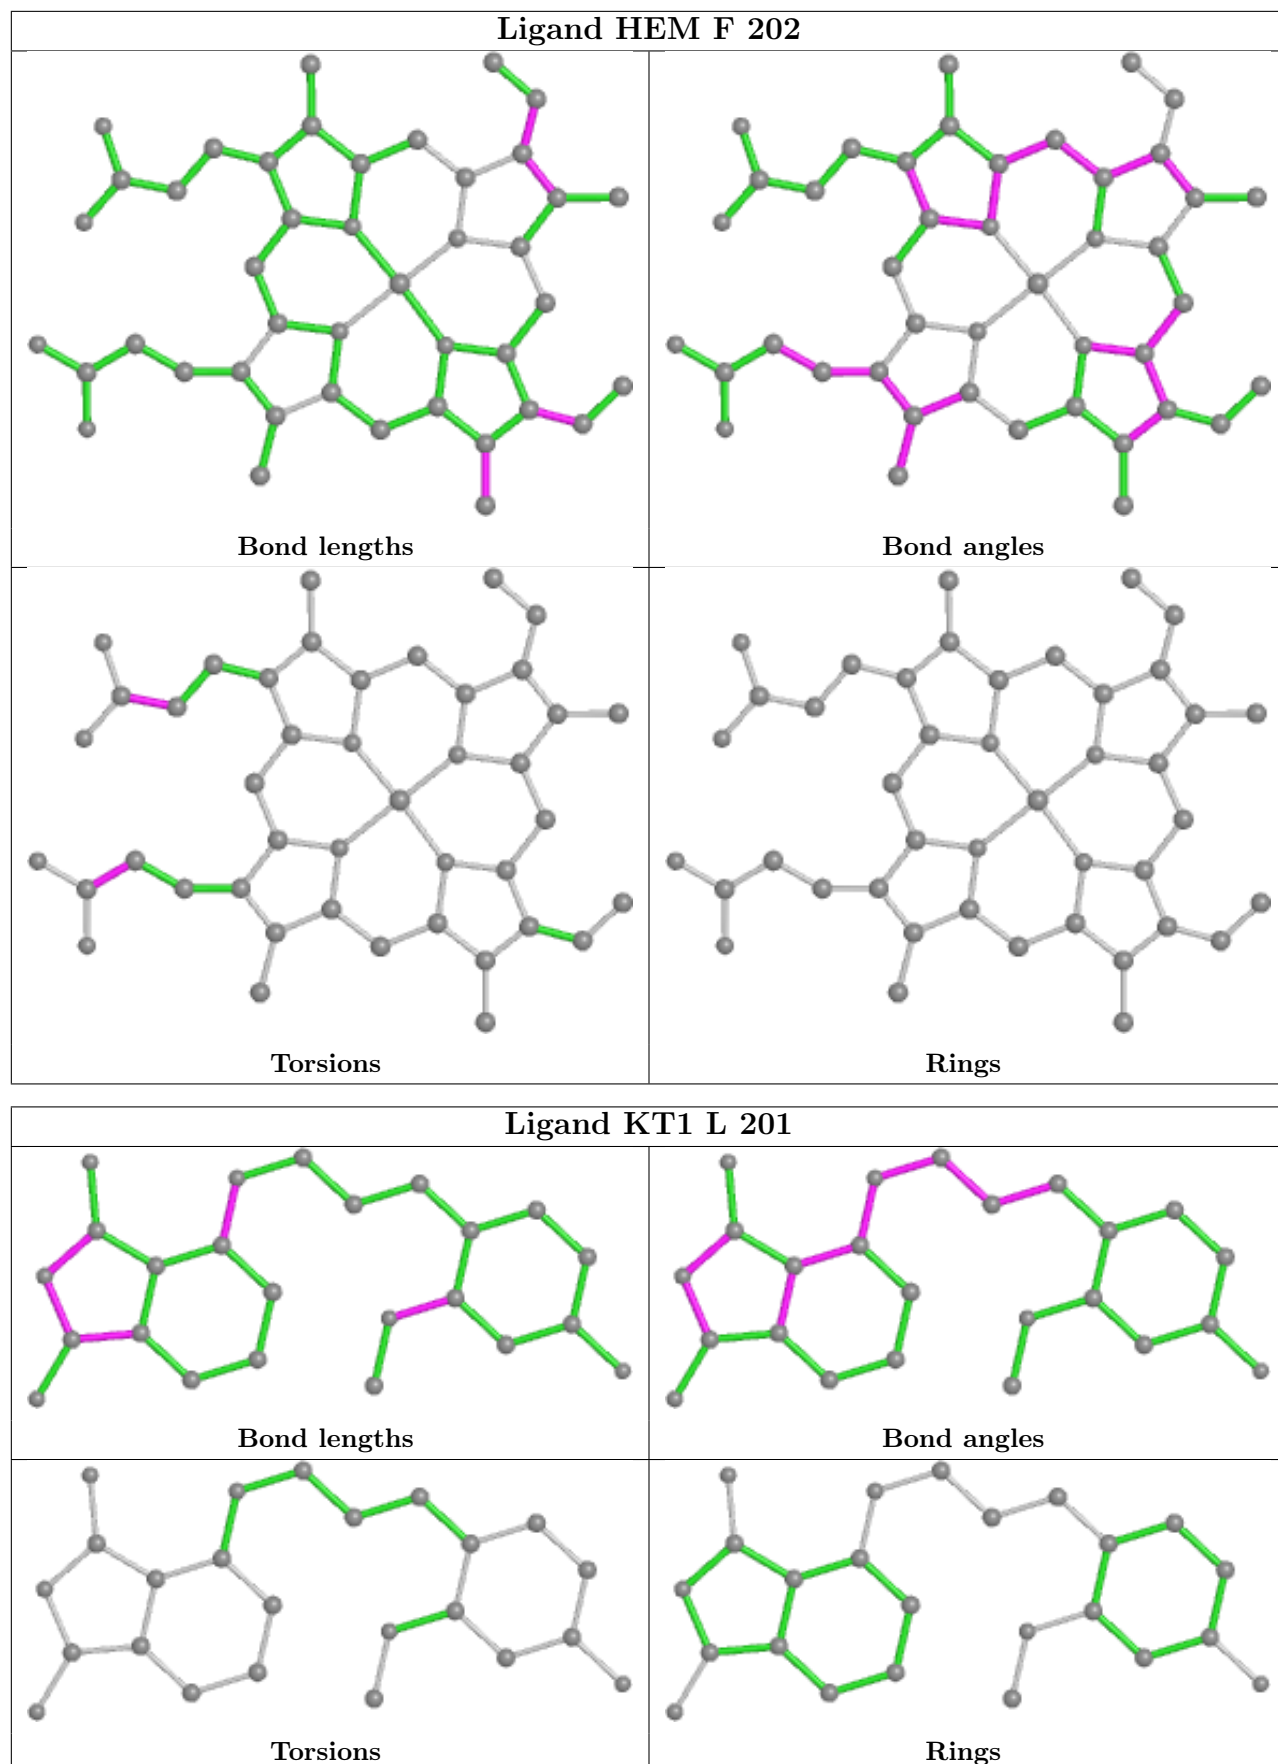 Ligand HEM F 202
Bond lengths
Bond angles
Torsions
Rings
Ligand KT1 L 201
Bond lengths
Bond angles
Torsions
Rings